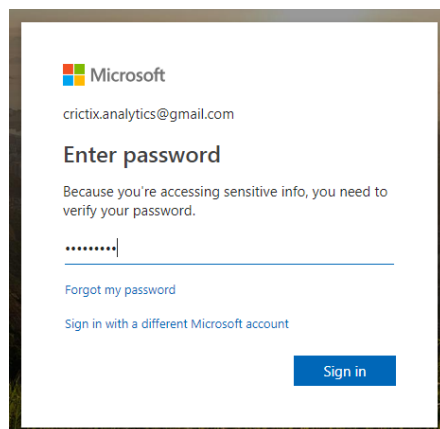 Microsoft
crictix.analytics@gmail.com
Enter password
Because you're accessing sensitive info, you need to
verify your password.
•••••••••
Forgot my password
Sign in with a different Microsoft account
Sign in